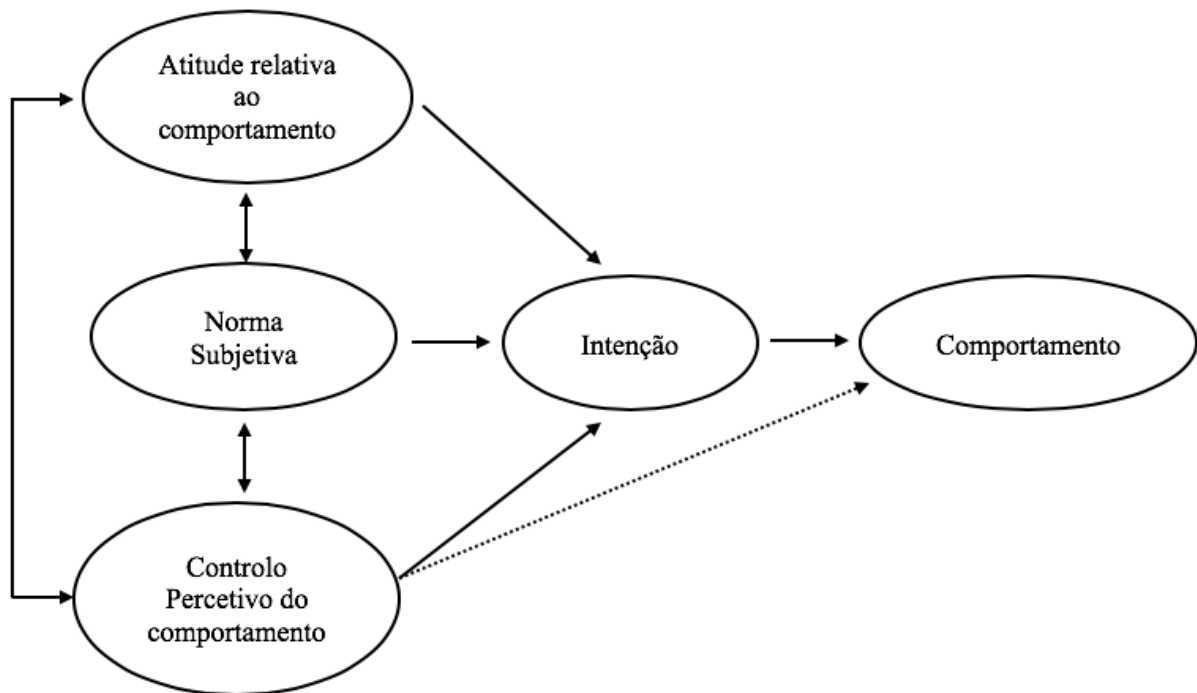 Atitude relativa
ao
comportamento
Norma
Subjetiva
Intenção
Comportamento
Controlo
Percetivo do
comportamento